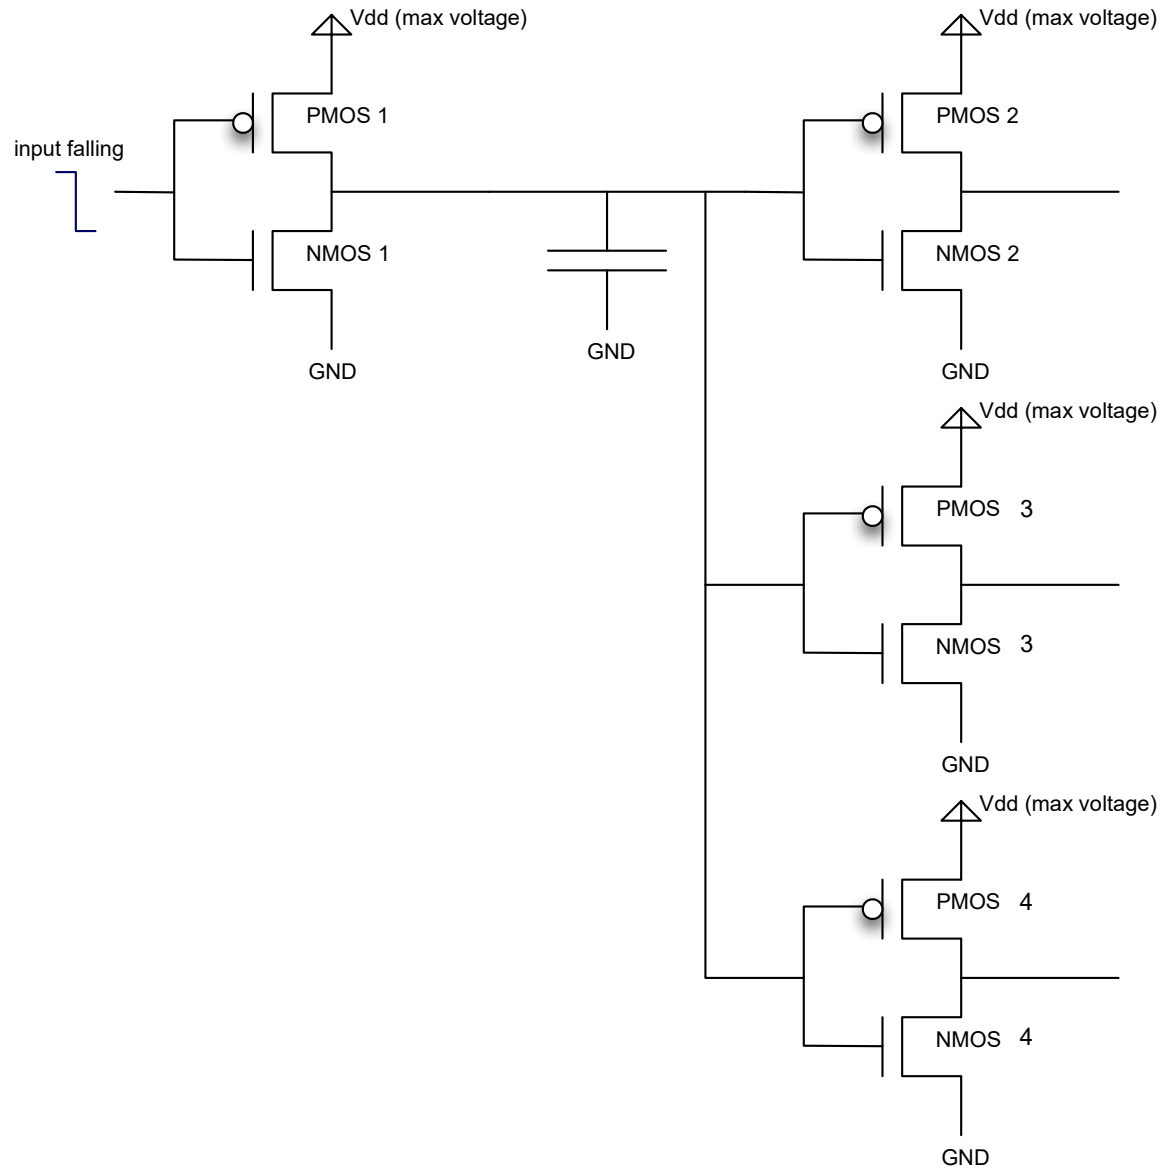 Vdd (max voltage)
Vdd (max voltage)
PMOS 1
PMOS 2
input falling
NMOS 1
NMOS 2
GND
GND
GND
Vdd (max voltage)
PMOS 3
NMOS 3
GND
Vdd (max voltage)
PMOS 4
NMOS 4
GND